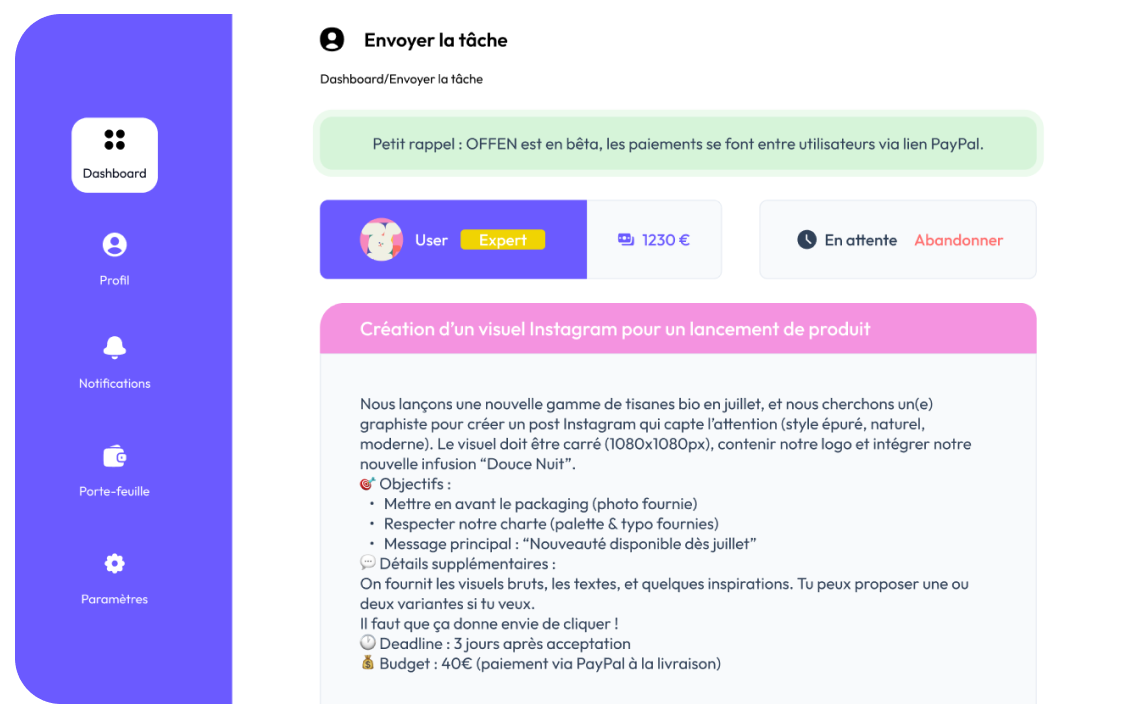 Envoyer la tâche
Dashboard/Envoyer la tâche
Dashboard
Profil
Notifications
Porte-feuille
Paramètres
Petit rappel : OFFEN est en bêta, les paiements se font entre utilisateurs via lien PayPal.
User Expert 1230 € En attente Abandonner
Création d’un visuel Instagram pour un lancement de produit
Nous lançons une nouvelle gamme de tisanes bio en juillet, et nous cherchons un(e)
graphiste pour créer un post Instagram qui capte l’attention (style épuré, naturel,
moderne). Le visuel doit être carré (1080x1080px), contenir notre logo et intégrer notre
nouvelle infusion “Douce Nuit”.
🎯 Objectifs :
• Mettre en avant le packaging (photo fournie)
• Respecter notre charte (palette & typo fournies)
• Message principal : “Nouveauté disponible dès juillet”
💬 Détails supplémentaires :
On fournit les visuels bruts, les textes, et quelques inspirations. Tu peux proposer une ou
deux variantes si tu veux.
Il faut que ça donne envie de cliquer !
🕐 Deadline : 3 jours après acceptation
💰 Budget : 40€ (paiement via PayPal à la livraison)